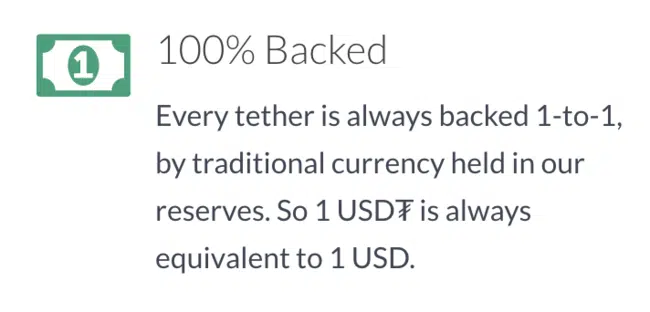 1
100% Backed
Every tether is always backed 1-to-1,
by traditional currency held in our
reserves. So 1 USD₮ is always
equivalent to 1 USD.